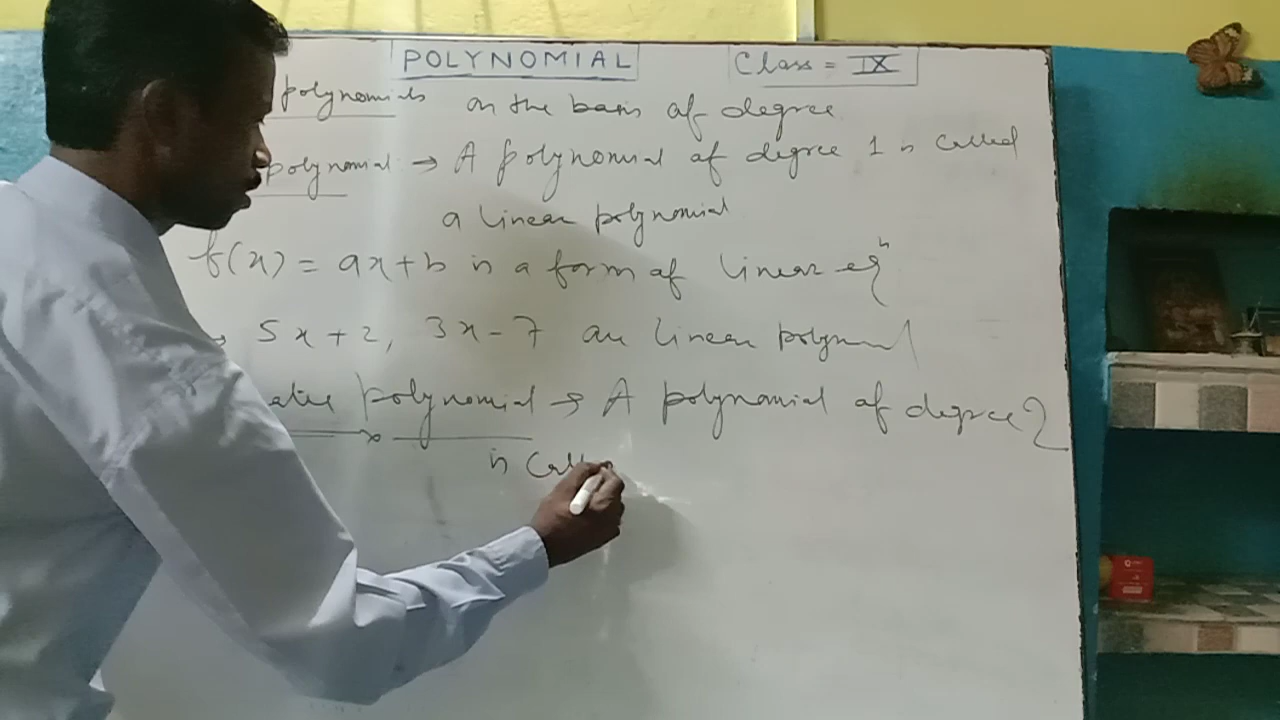 POLYNOMIAL Class = IX
polynomials on the basis of degree
polynomial → A polynomial of degree 1 is called
a linear polynomial
f(x) = ax+b is a form of linear eqⁿ
5x+2, 3x-7 are linear polynomial
polynomial → A polynomial of degree 2
is Calle